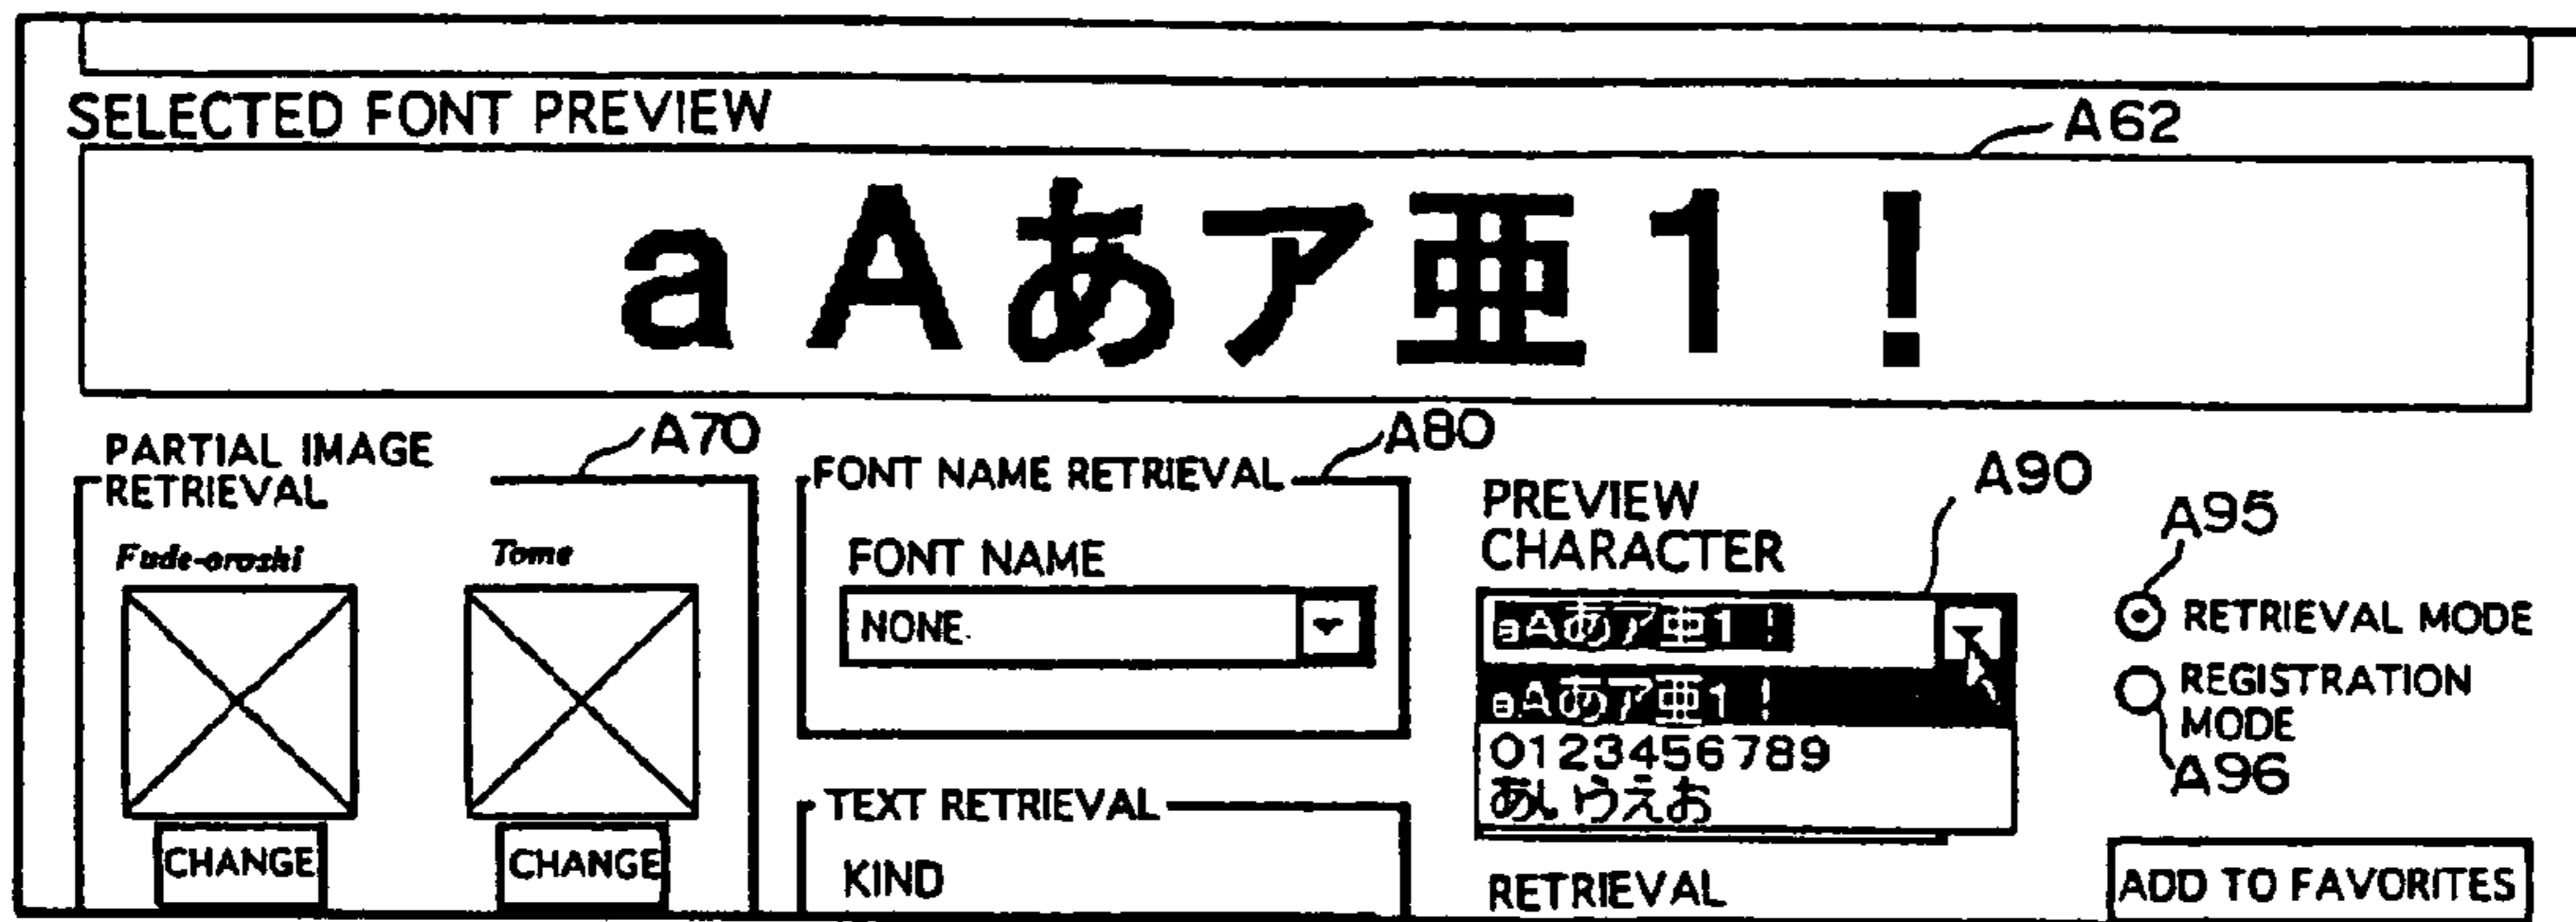 SELECTED FONT PREVIEW
A62
aAあア亜1!
PARTIAL IMAGE
RETRIEVAL
A70
Fude-oroshi
Tome
CHANGE
CHANGE
A80
FONT NAME RETRIEVAL
FONT NAME
NONE
TEXT RETRIEVAL
KIND
PREVIEW
CHARACTER
A90
aAあア亜1!
aAあア亜1!
0123456789
あいうえお
RETRIEVAL
A95
RETRIEVAL MODE
REGISTRATION
MODE
A96
ADD TO FAVORITES